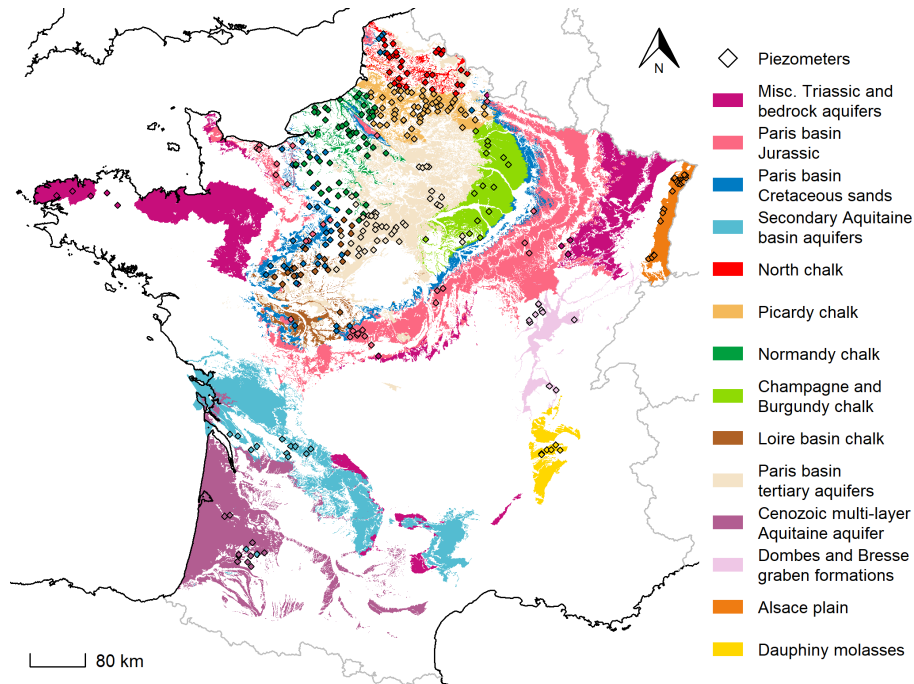 N
Piezometers
Misc. Triassic and
bedrock aquifers
Paris basin
Jurassic
Paris basin
Cretaceous sands
Secondary Aquitaine
basin aquifers
North chalk
Picardy chalk
Normandy chalk
Champagne and
Burgundy chalk
Loire basin chalk
Paris basin
tertiary aquifers
Cenozoic multi-layer
Aquitaine aquifer
Dombes and Bresse
graben formations
Alsace plain
Dauphiny molasses
80 km